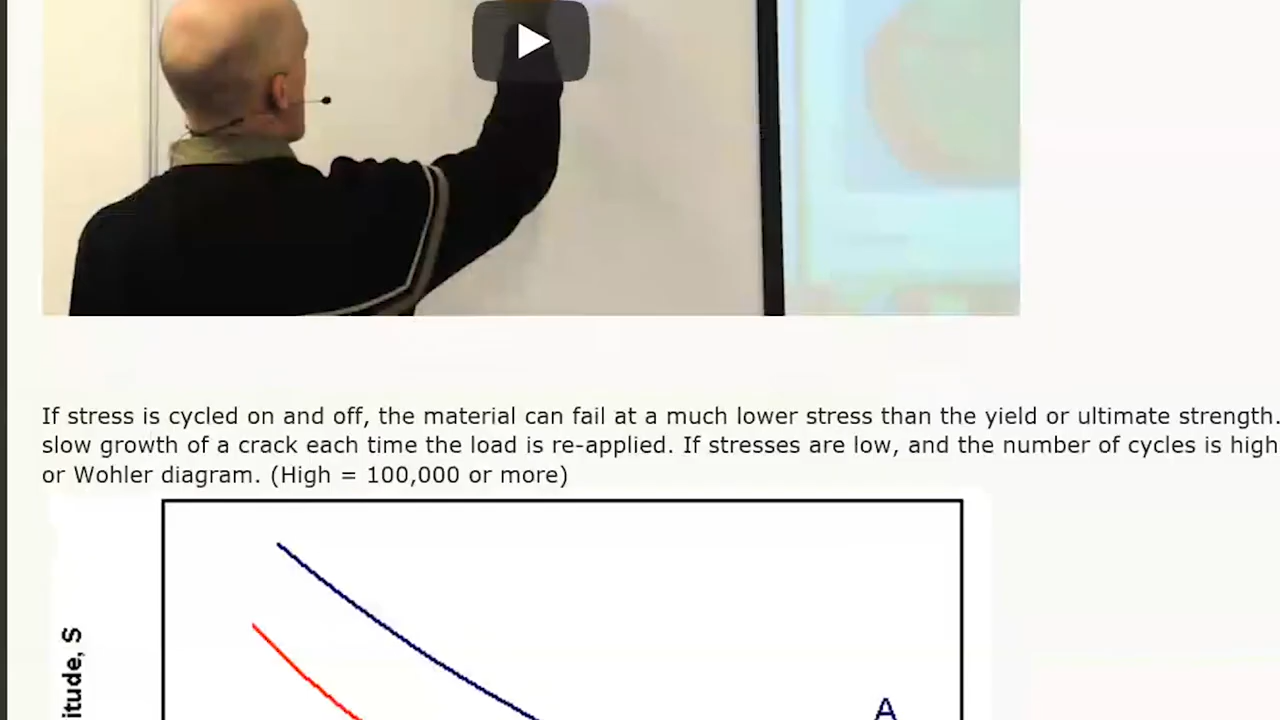 If stress is cycled on and off, the material can fail at a much lower stress than the yield or ultimate strength.
slow growth of a crack each time the load is re-applied. If stresses are low, and the number of cycles is high
or Wohler diagram. (High = 100,000 or more)
itude, S
A